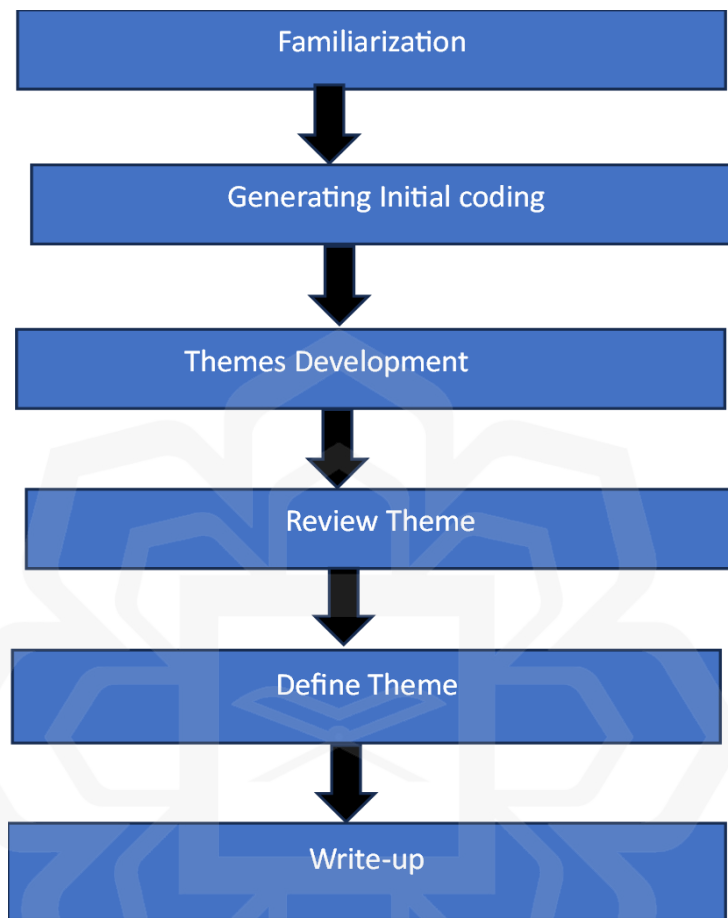 Familiarization
Generating Initial coding
Themes Development
Review Theme
Define Theme
Write-up